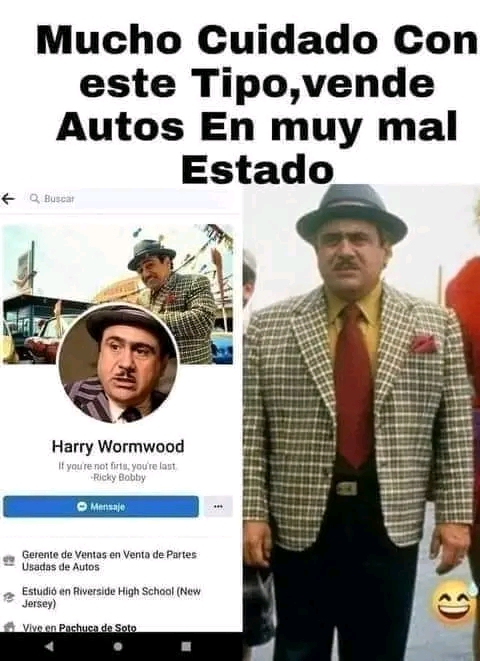 Mucho Cuidado Con
este Tipo,vende
Autos En muy mal
Estado
Buscar
Harry Wormwood
If you're not firts, you're last.
-Ricky Bobby
Mensaje
Gerente de Ventas en Venta de Partes
Usadas de Autos
Estudió en Riverside High School (New
Jersey)
Vive en Pachuca de Soto